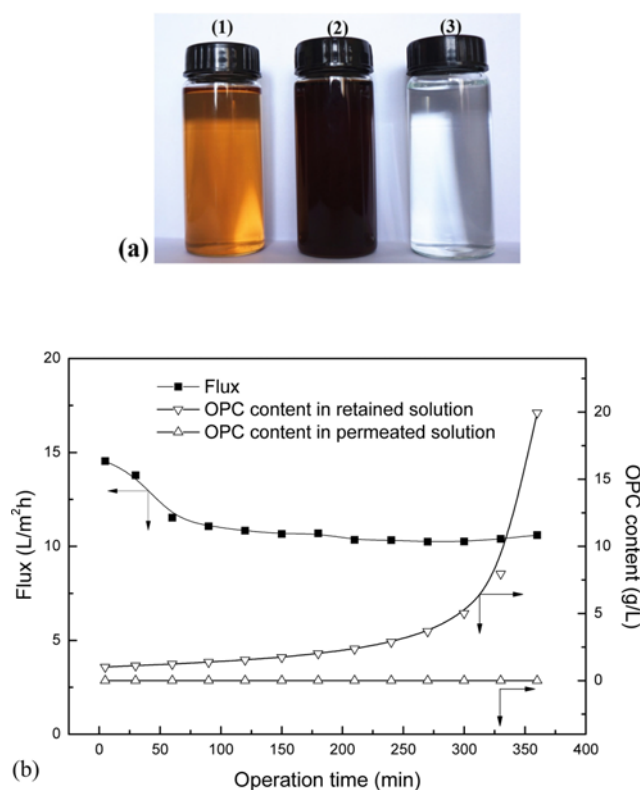 (1) (2) (3)
(a)
20
15
10
5
0
Flux (L/m²h)
Flux
OPC content in retained solution
OPC content in permeated solution
20
15
10
5
0
OPC content (g/L)
0 50 100 150 200 250 300 350 400
Operation time (min)
(b)